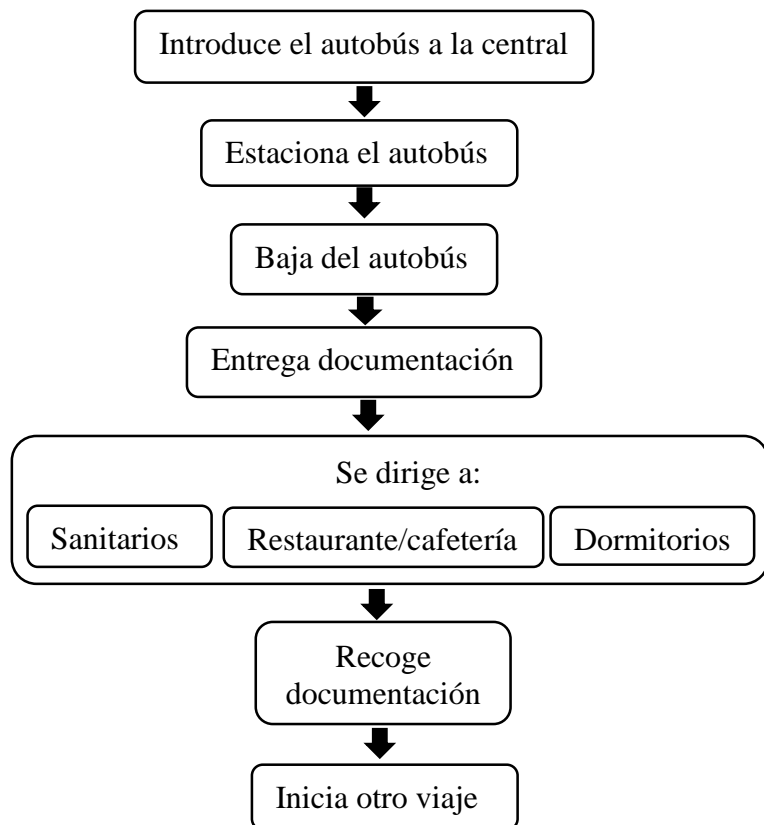 Introduce el autobús a la central
Estaciona el autobús
Baja del autobús
Entrega documentación
Se dirige a:
Sanitarios
Restaurante/cafetería
Dormitorios
Recoge
documentación
Inicia otro viaje